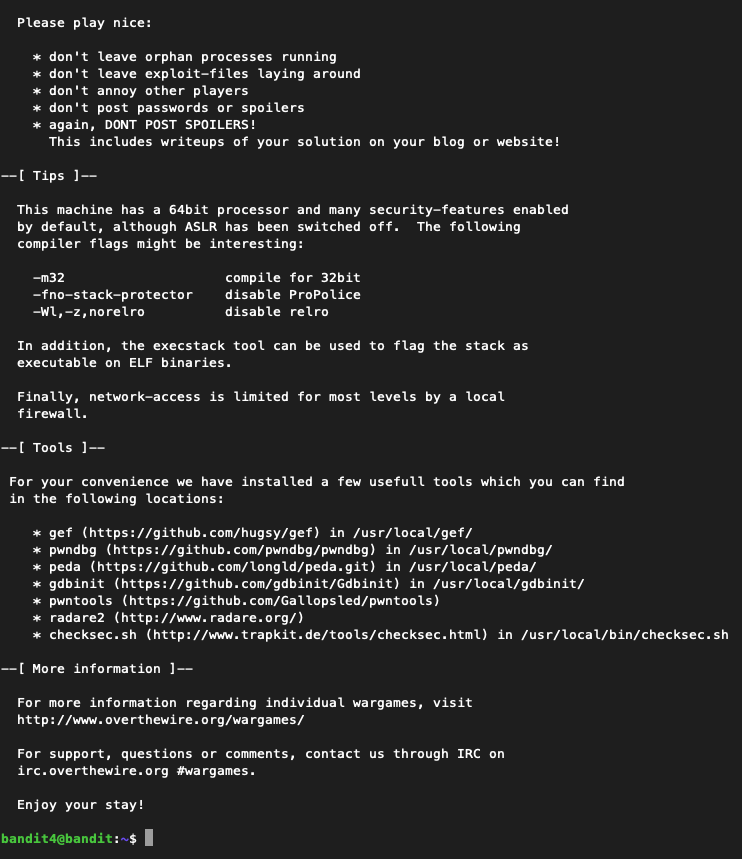 Please play nice:
* don't leave orphan processes running
* don't leave exploit-files laying around
* don't annoy other players
* don't post passwords or spoilers
* again, DONT POST SPOILERS!
This includes writeups of your solution on your blog or website!
--[ Tips ]--
This machine has a 64bit processor and many security-features enabled
by default, although ASLR has been switched off.  The following
compiler flags might be interesting:
-m32                    compile for 32bit
-fno-stack-protector    disable ProPolice
-Wl,-z,norelro          disable relro
In addition, the execstack tool can be used to flag the stack as
executable on ELF binaries.
Finally, network-access is limited for most levels by a local
firewall.
--[ Tools ]--
For your convenience we have installed a few usefull tools which you can find
in the following locations:
* gef (https://github.com/hugsy/gef) in /usr/local/gef/
* pwndbg (https://github.com/pwndbg/pwndbg) in /usr/local/pwndbg/
* peda (https://github.com/longld/peda.git) in /usr/local/peda/
* gdbinit (https://github.com/gdbinit/Gdbinit) in /usr/local/gdbinit/
* pwntools (https://github.com/Gallopsled/pwntools)
* radare2 (http://www.radare.org/)
* checksec.sh (http://www.trapkit.de/tools/checksec.html) in /usr/local/bin/checksec.sh
--[ More information ]--
For more information regarding individual wargames, visit
http://www.overthewire.org/wargames/
For support, questions or comments, contact us through IRC on
irc.overthewire.org #wargames.
Enjoy your stay!
bandit4@bandit:~$